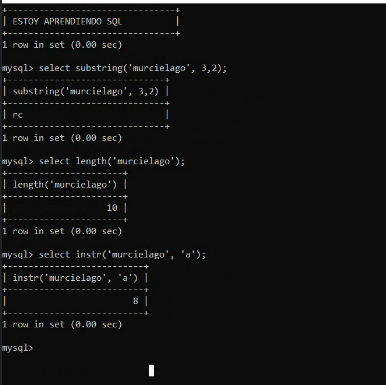 +-----------------------------+
| ESTOY APRENDIENDO SQL       |
+-----------------------------+
1 row in set (0.00 sec)
mysql> select substring('murcielago', 3,2);
+-----------------------------+
| substring('murcielago', 3,2) |
+-----------------------------+
| rc                          |
+-----------------------------+
1 row in set (0.00 sec)
mysql> select length('murcielago');
+----------------------+
| length('murcielago') |
+----------------------+
|                   10 |
+----------------------+
1 row in set (0.00 sec)
mysql> select instr('murcielago', 'a');
+--------------------------+
| instr('murcielago', 'a') |
+--------------------------+
|                        8 |
+--------------------------+
1 row in set (0.00 sec)
mysql>